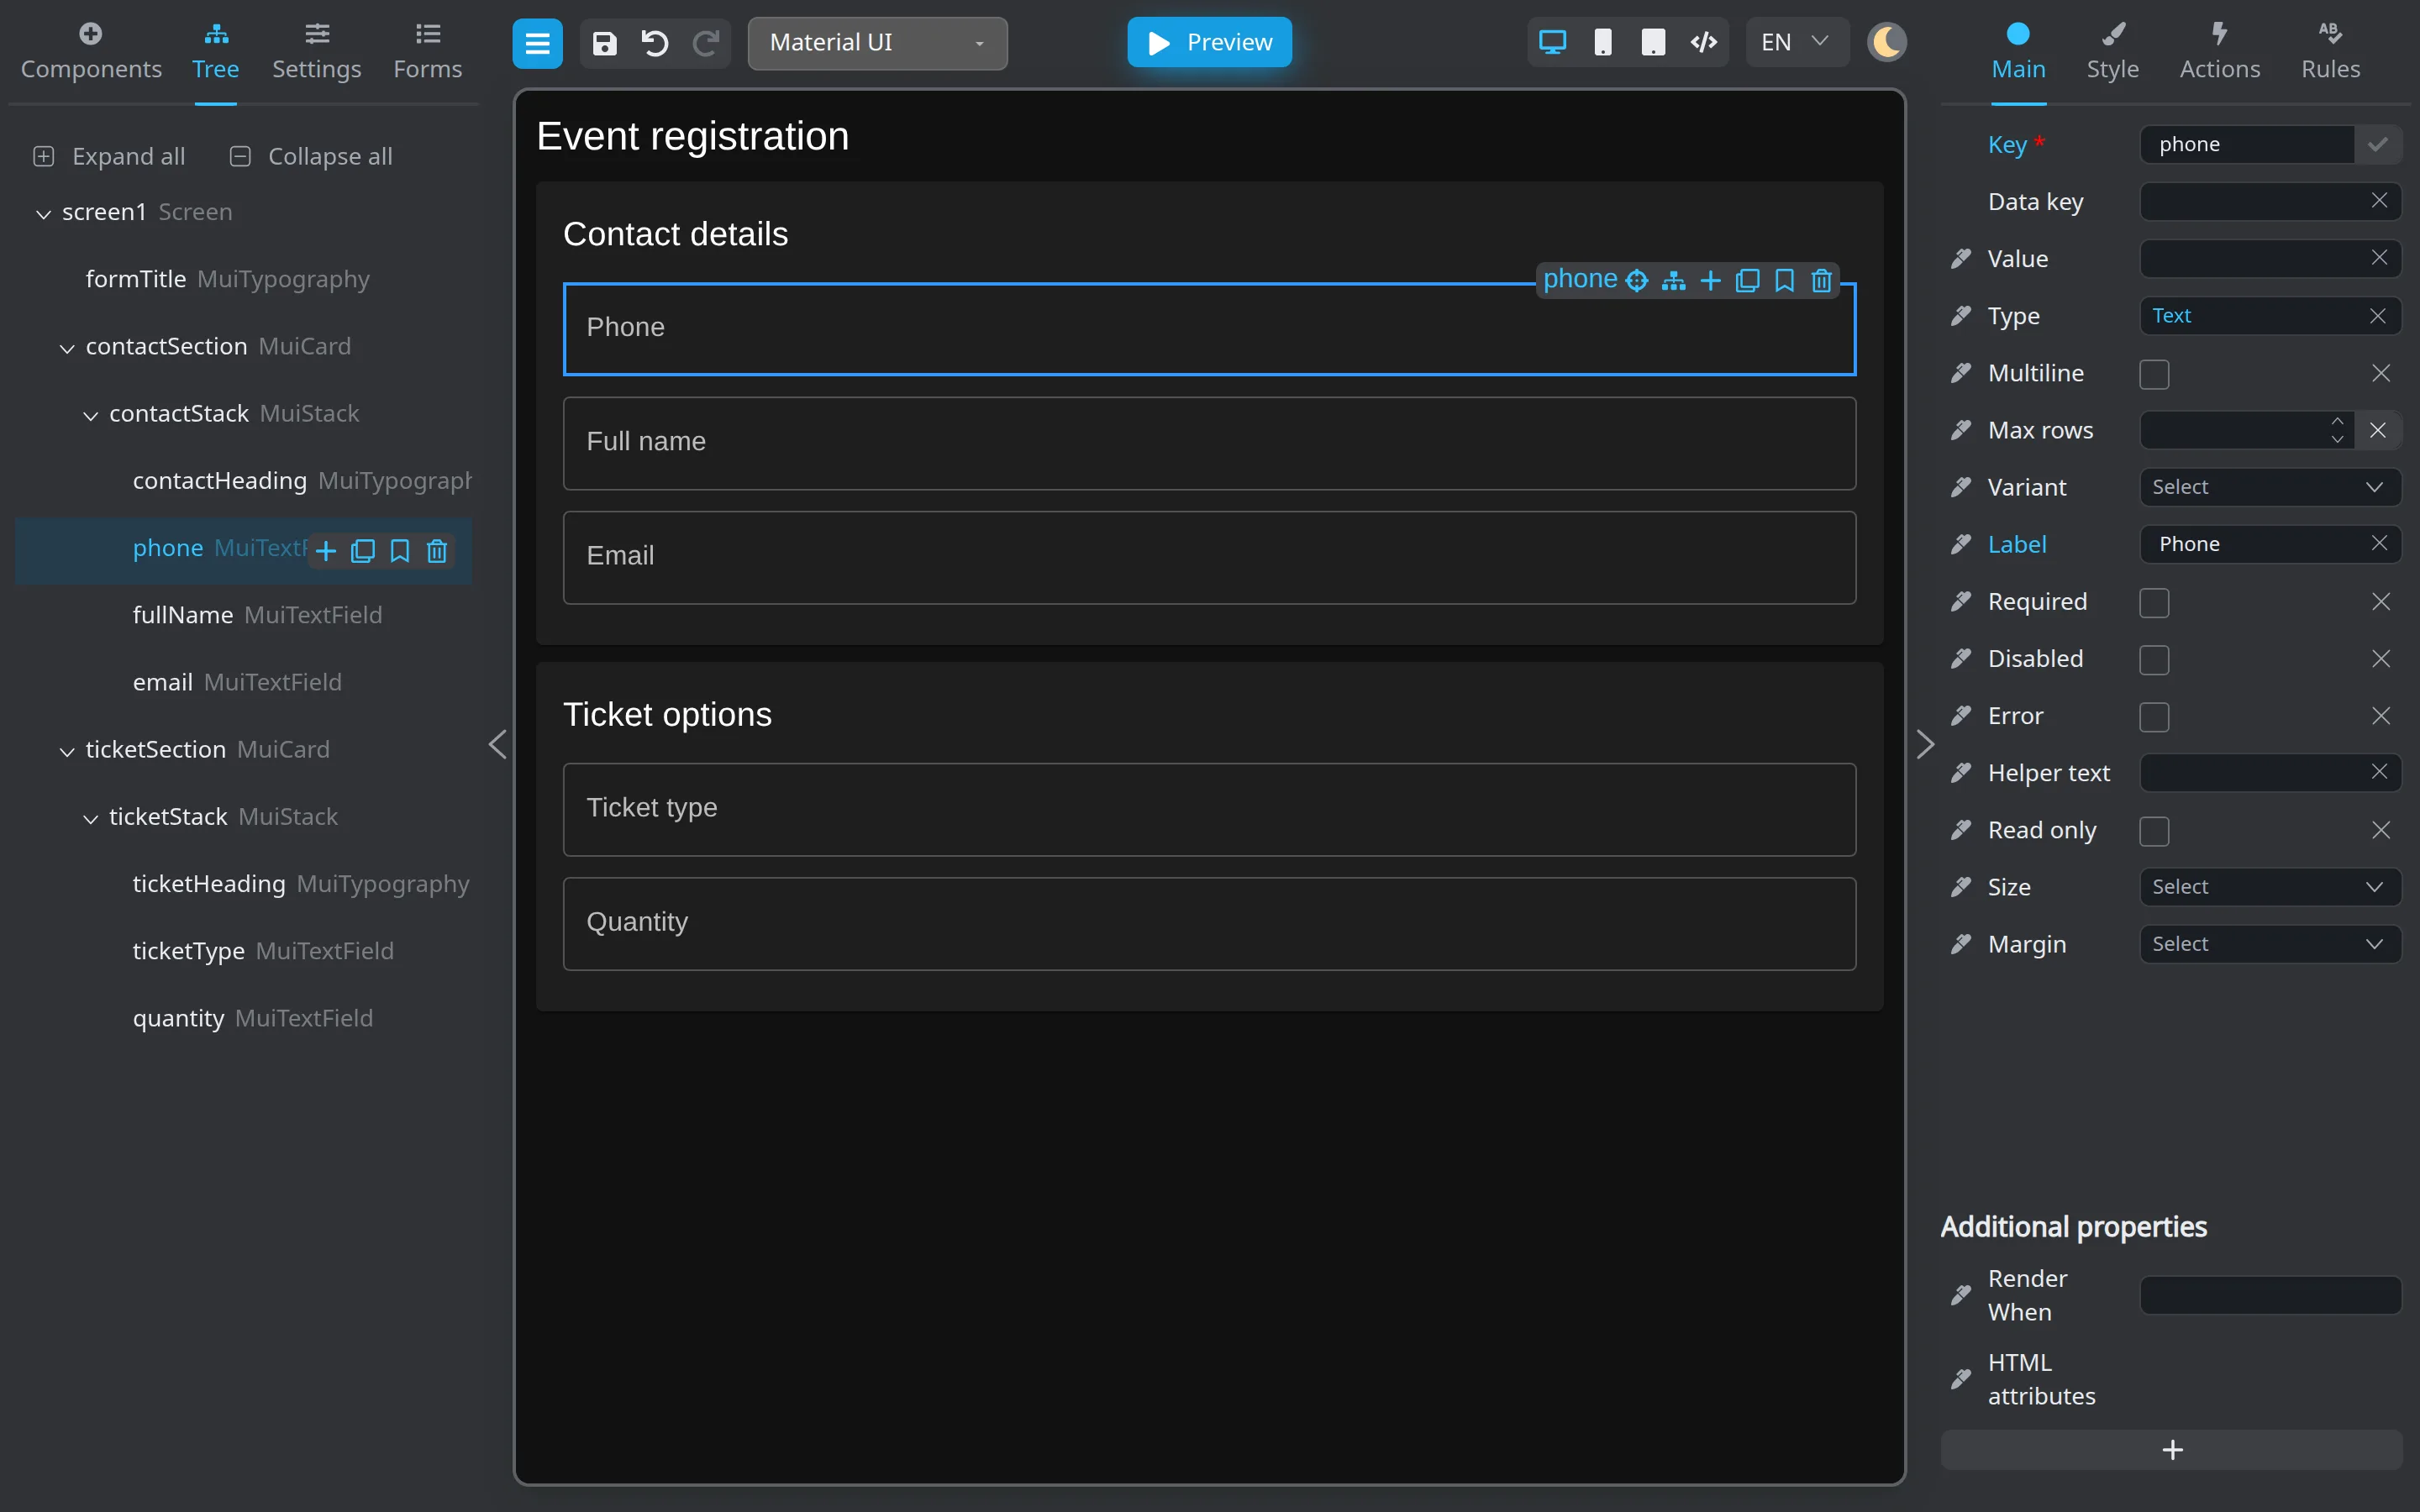 Components
Tree
Settings
Forms
Material UI
Preview
EN
Main
Style
Actions
Rules
Expand all
Collapse all
screen1 Screen
formTitle MuiTypography
contactSection MuiCard
contactStack MuiStack
contactHeading MuiTypograph
phone MuiTextF
fullName MuiTextField
email MuiTextField
ticketSection MuiCard
ticketStack MuiStack
ticketHeading MuiTypography
ticketType MuiTextField
quantity MuiTextField
Event registration
Contact details
phone
Phone
Full name
Email
Ticket options
Ticket type
Quantity
Key * phone
Data key
Value
Type Text
Multiline
Max rows
Variant Select
Label Phone
Required
Disabled
Error
Helper text
Read only
Size Select
Margin Select
Additional properties
Render
When
HTML
attributes